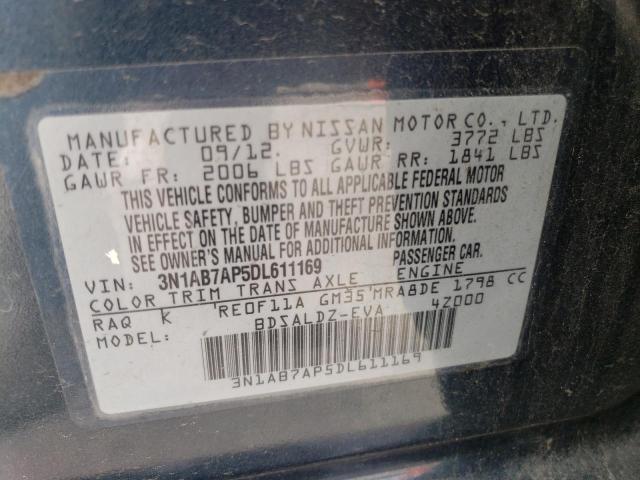 MANUFACTURED BY NISSAN MOTOR CO., LTD.
DATE: 09/12. GVWR: 3772 LBS
GAWR FR: 2006 LBS GAWR RR: 1841 LBS
THIS VEHICLE CONFORMS TO ALL APPLICABLE FEDERAL MOTOR
VEHICLE SAFETY, BUMPER AND THEFT PREVENTION STANDARDS
IN EFFECT ON THE DATE OF MANUFACTURE SHOWN ABOVE.
SEE OWNER'S MANUAL FOR ADDITIONAL INFORMATION.
VIN: 3N1AB7AP5DL611169 PASSENGER CAR.
COLOR TRIM TRANS AXLE ENGINE
RAQ K RE0F11A GM35 MRA8DE 1798 CC
MODEL: BDSALDZ-EVA 4Z000
3N1AB7AP5DL611169